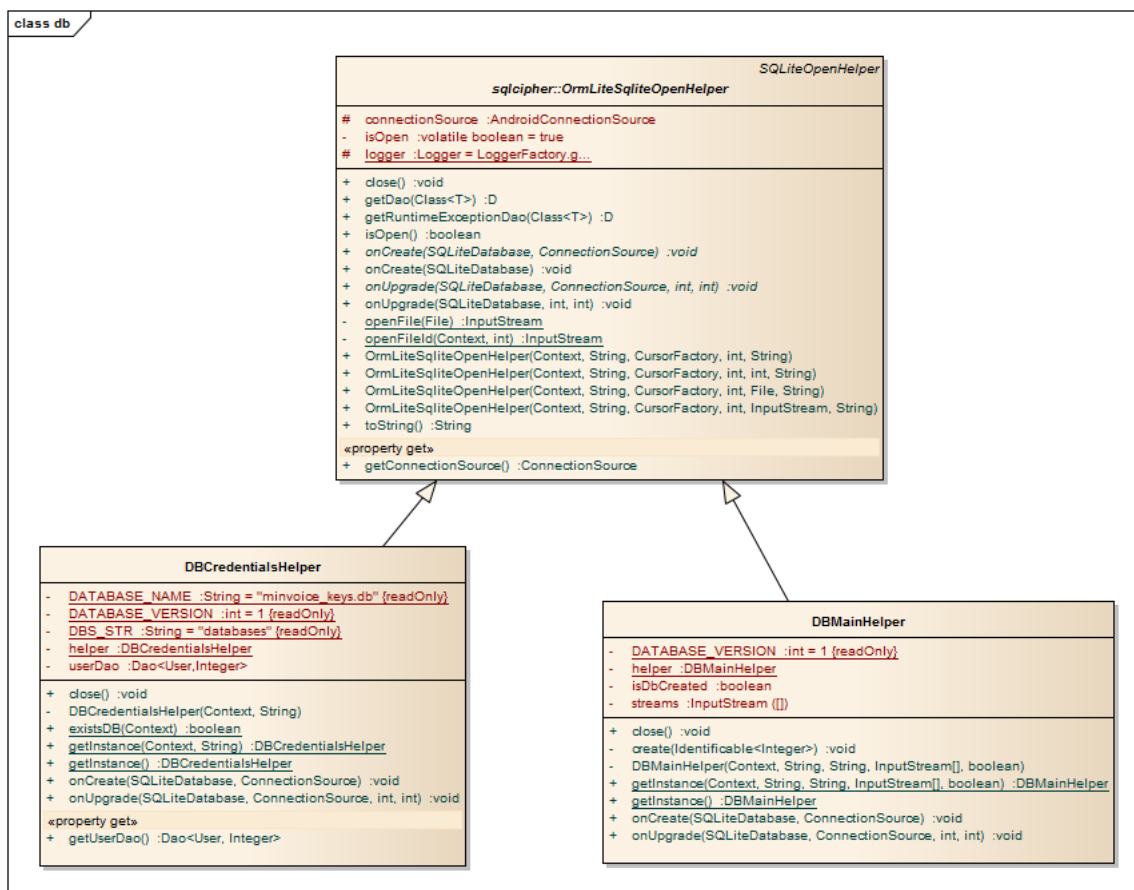 class db
SQLiteOpenHelper
sqlcipher::OrmLiteSqliteOpenHelper
# connectionSource :AndroidConnectionSource
- isOpen :volatile boolean = true
# logger :Logger = LoggerFactory.g...
+ close() :void
+ getDao(Class<T>) :D
+ getRuntimeExceptionDao(Class<T>) :D
+ isOpen() :boolean
+ onCreate(SQLiteDatabase, ConnectionSource) :void
+ onCreate(SQLiteDatabase) :void
+ onUpgrade(SQLiteDatabase, ConnectionSource, int, int) :void
+ onUpgrade(SQLiteDatabase, int, int) :void
- openFile(File) :InputStream
- openFileId(Context, int) :InputStream
+ OrmLiteSqliteOpenHelper(Context, String, CursorFactory, int, String)
+ OrmLiteSqliteOpenHelper(Context, String, CursorFactory, int, int, String)
+ OrmLiteSqliteOpenHelper(Context, String, CursorFactory, int, File, String)
+ OrmLiteSqliteOpenHelper(Context, String, CursorFactory, int, InputStream, String)
+ toString() :String
«property get»
+ getConnectionSource() :ConnectionSource
DBCredentialsHelper
- DATABASE_NAME :String = "minvoice_keys.db" {readOnly}
- DATABASE_VERSION :int = 1 {readOnly}
- DBS_STR :String = "databases" {readOnly}
- helper :DBCredentialsHelper
- userDao :Dao<User,Integer>
+ close() :void
- DBCredentialsHelper(Context, String)
+ existsDB(Context) :boolean
+ getInstance(Context, String) :DBCredentialsHelper
+ getInstance() :DBCredentialsHelper
+ onCreate(SQLiteDatabase, ConnectionSource) :void
+ onUpgrade(SQLiteDatabase, ConnectionSource, int, int) :void
«property get»
+ getUserDao() :Dao<User, Integer>
DBMainHelper
- DATABASE_VERSION :int = 1 {readOnly}
- helper :DBMainHelper
- isDbCreated :boolean
- streams :InputStream ([])
+ close() :void
- create(Identificable<Integer>) :void
- DBMainHelper(Context, String, String, InputStream[], boolean)
+ getInstance(Context, String, String, InputStream[], boolean) :DBMainHelper
+ getInstance() :DBMainHelper
+ onCreate(SQLiteDatabase, ConnectionSource) :void
+ onUpgrade(SQLiteDatabase, ConnectionSource, int, int) :void